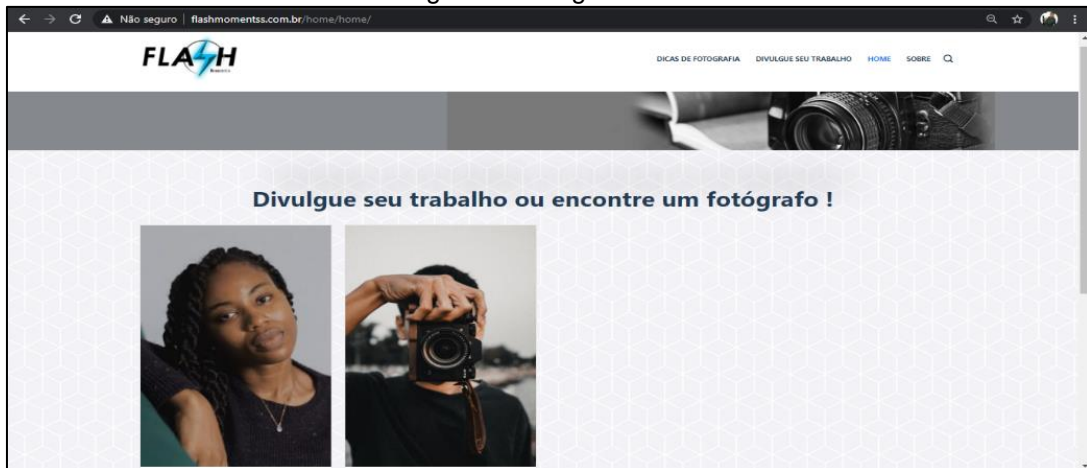 Não seguro | flashmomentss.com.br/home/home/
FLASH
DICAS DE FOTOGRAFIA DIVULGUE SEU TRABALHO HOME SOBRE
Divulgue seu trabalho ou encontre um fotógrafo !